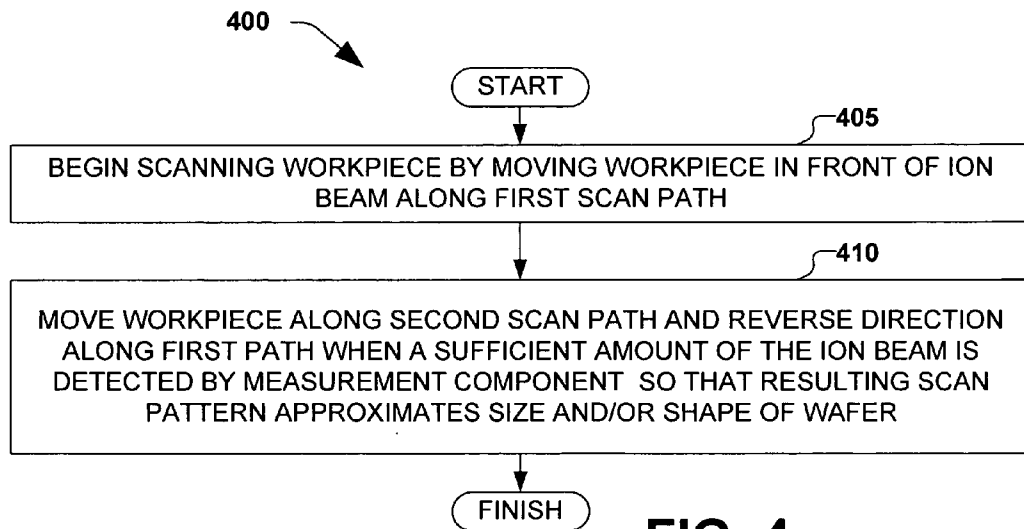 400
START
405
BEGIN SCANNING WORKPIECE BY MOVING WORKPIECE IN FRONT OF ION
BEAM ALONG FIRST SCAN PATH
410
MOVE WORKPIECE ALONG SECOND SCAN PATH AND REVERSE DIRECTION
ALONG FIRST PATH WHEN A SUFFICIENT AMOUNT OF THE ION BEAM IS
DETECTED BY MEASUREMENT COMPONENT SO THAT RESULTING SCAN
PATTERN APPROXIMATES SIZE AND/OR SHAPE OF WAFER
FINISH
FIG. 4